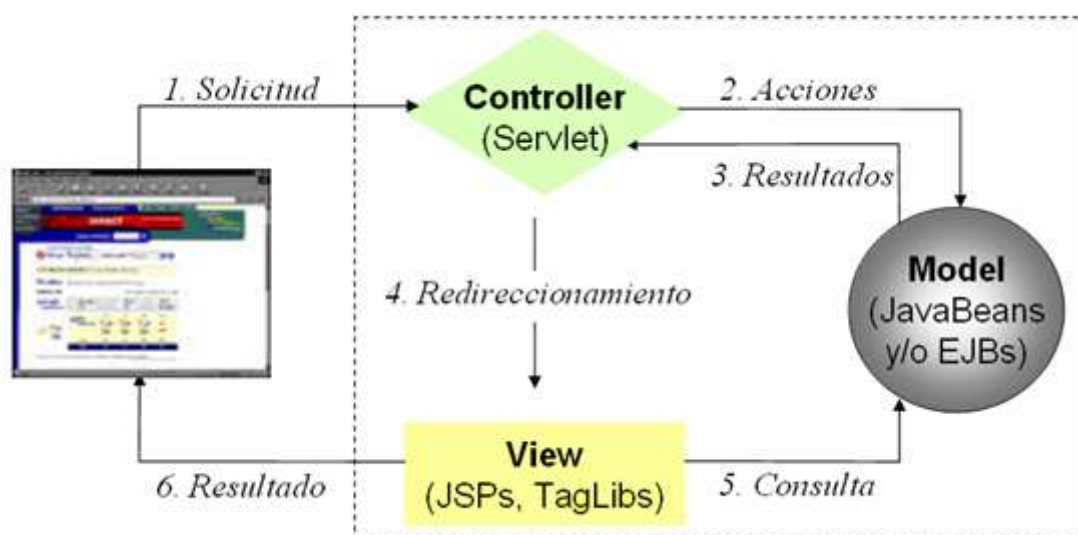 1. Solicitud
Controller
(Servlet)
2. Acciones
3. Resultados
4. Redireccionamiento
Model
(JavaBeans
y/o EJBs)
View
(JSPs, TagLibs)
5. Consulta
6. Resultado